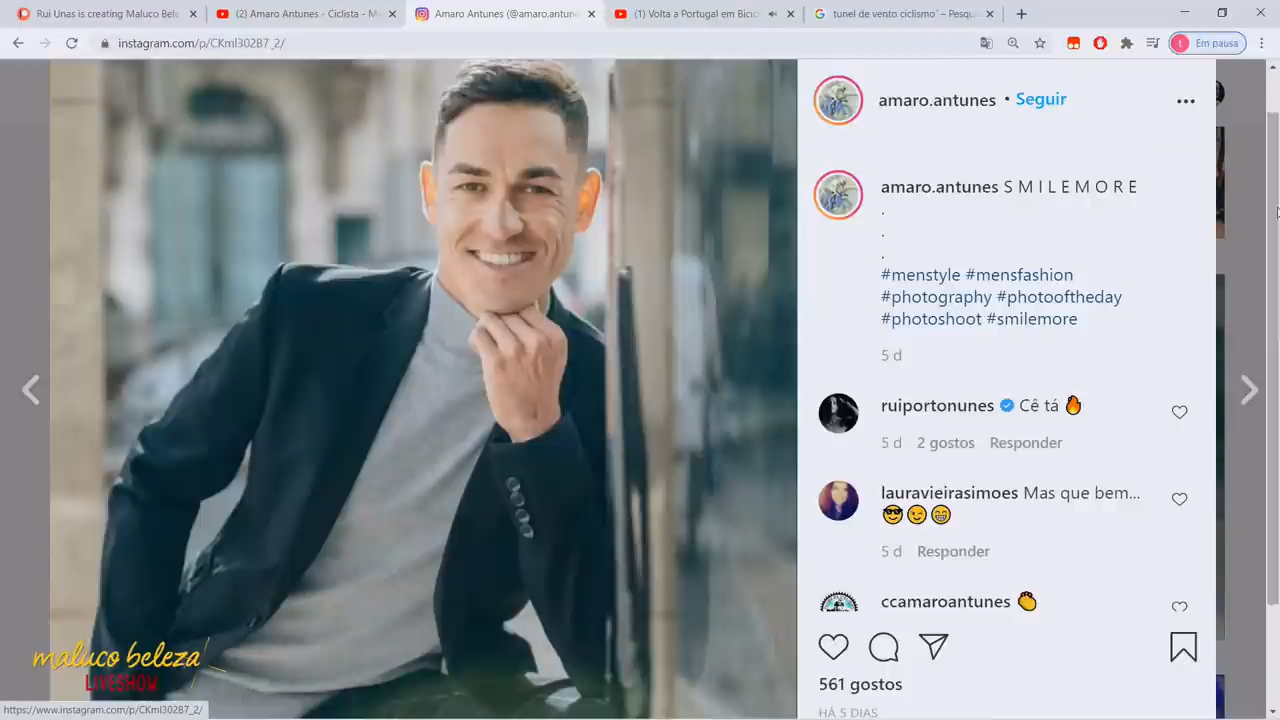 Rui Unas is creating Maluco Bele
(2) Amaro Antunes - Ciclista - M
Amaro Antunes (@amaro.antune
(1) Volta a Portugal em Bicicl
tunel de vento ciclismo" – Pesqu
instagram.com/p/CKml302B7_2/
t
Em pausa
amaro.antunes • Seguir
amaro.antunes S M I L E M O R E
.
.
.
#menstyle #mensfashion
#photography #photooftheday
#photoshoot #smilemore
5 d
ruiportonunes Cê tá 🔥
5 d 2 gostos Responder
lauravieirasimoes Mas que bem...
😎😉😁
5 d Responder
ccamaroantunes 👏
561 gostos
HÁ 5 DIAS
maluco beleza
LIVESHOW
https://www.instagram.com/p/CKml302B7_2/